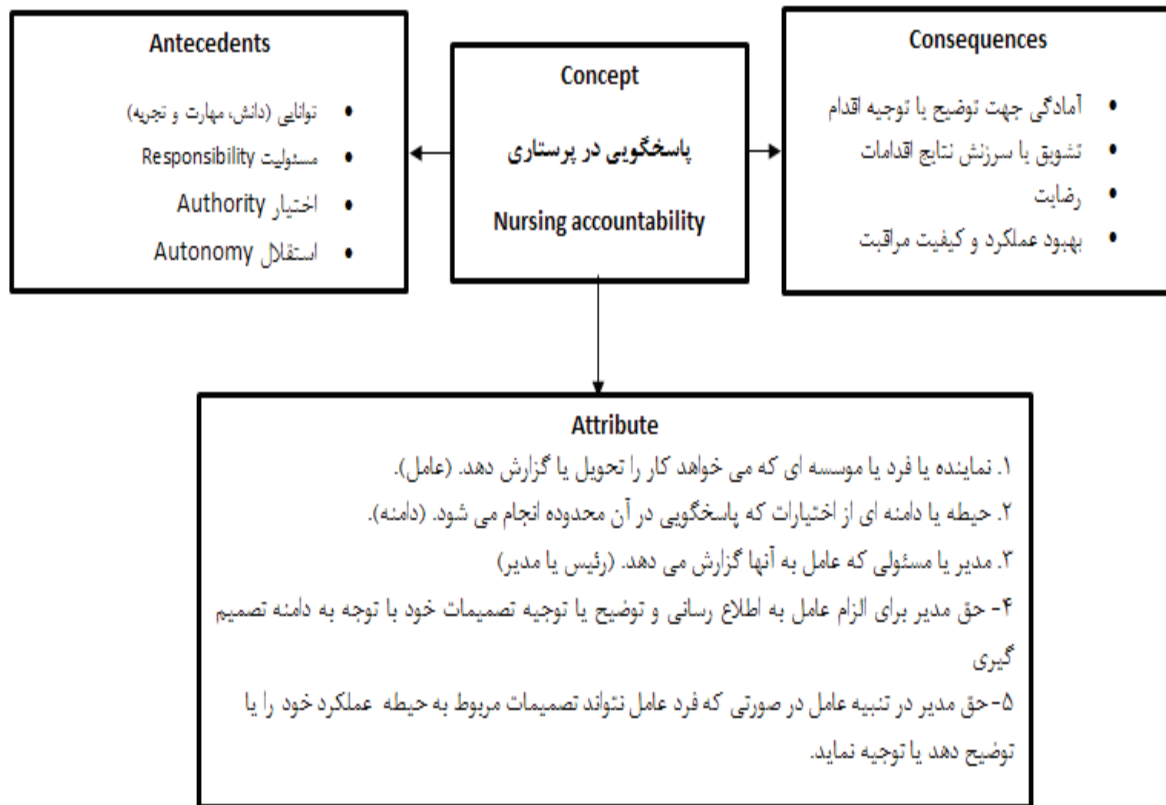 Antecedents
• توانایی (دانش، مهارت و تجربه)
• مسئولیت Responsibility
• اختیار Authority
• استقلال Autonomy
Concept
پاسخگویی در پرستاری
Nursing accountability
Consequences
• آمادگی جهت توضیح یا توجیه اقدام
• تشویق یا سرزنش نتایج اقدامات
• رضایت
• بهبود عملکرد و کیفیت مراقبت
Attribute
۱. نماینده یا فرد یا موسسه ای که می خواهد کار را تحویل یا گزارش دهد. (عامل).
۲. حیطه یا دامنه ای از اختیارات که پاسخگویی در آن محدوده انجام می شود. (دامنه).
۳. مدیر یا مسئولی که عامل به آنها گزارش می دهد. (رئیس یا مدیر)
۴- حق مدیر برای الزام عامل به اطلاع رسانی و توضیح یا توجیه تصمیمات خود با توجه به دامنه تصمیم
گیری
۵- حق مدیر در تنبیه عامل در صورتی که فرد عامل نتواند تصمیمات مربوط به حیطه عملکرد خود را یا
توضیح دهد یا توجیه نماید.